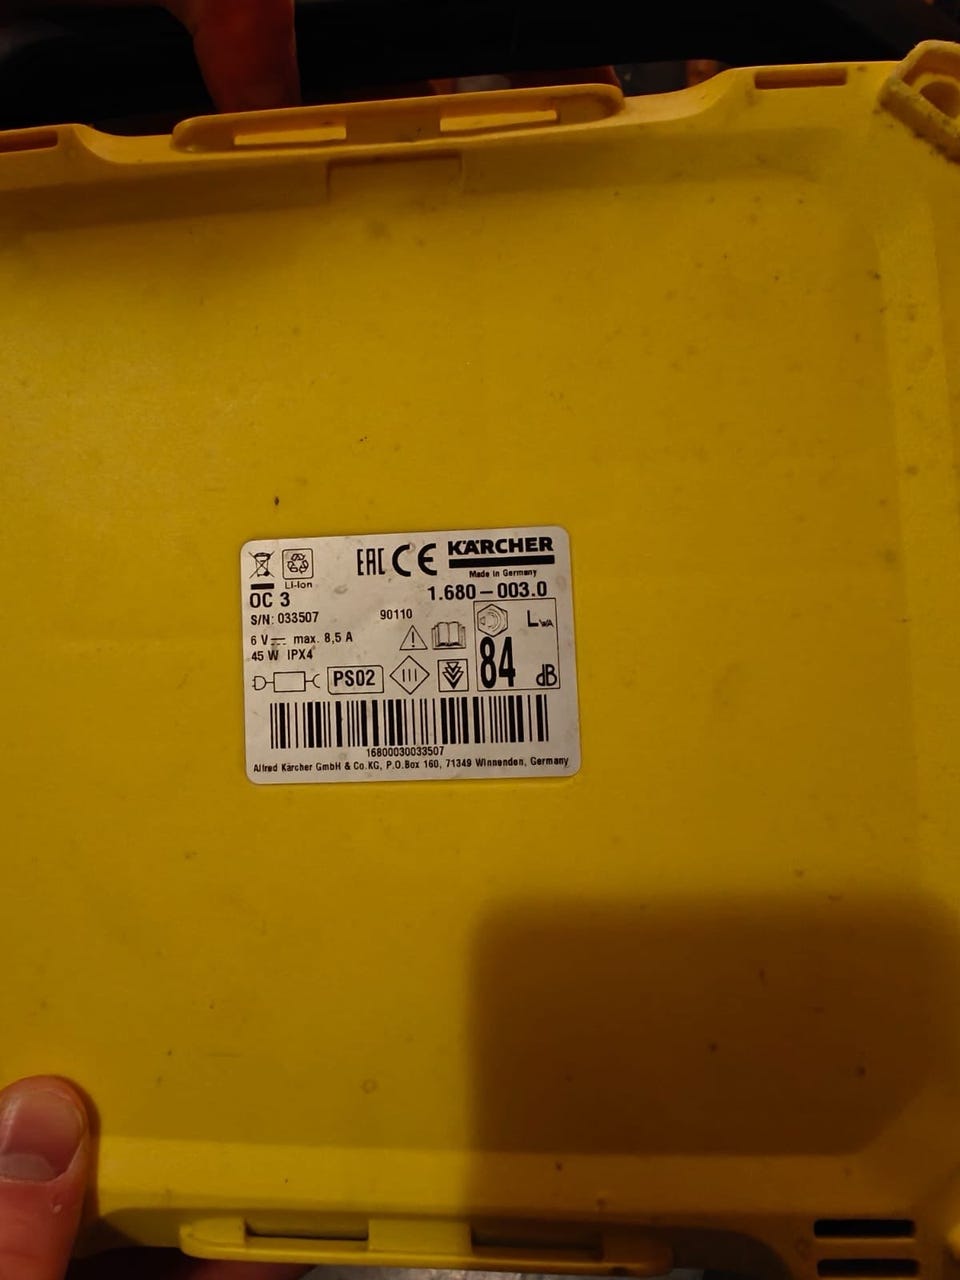 Li-Ion
EAC CE KÄRCHER
Made in Germany
OC 3 1.680-003.0
S/N: 033507 90110
6 V⎓ max. 8,5 A
45 W IPX4
LWA
84 dB
PS02
16800030033507
Alfred Kärcher GmbH & Co.KG, P.O.Box 160, 71349 Winnenden, Germany